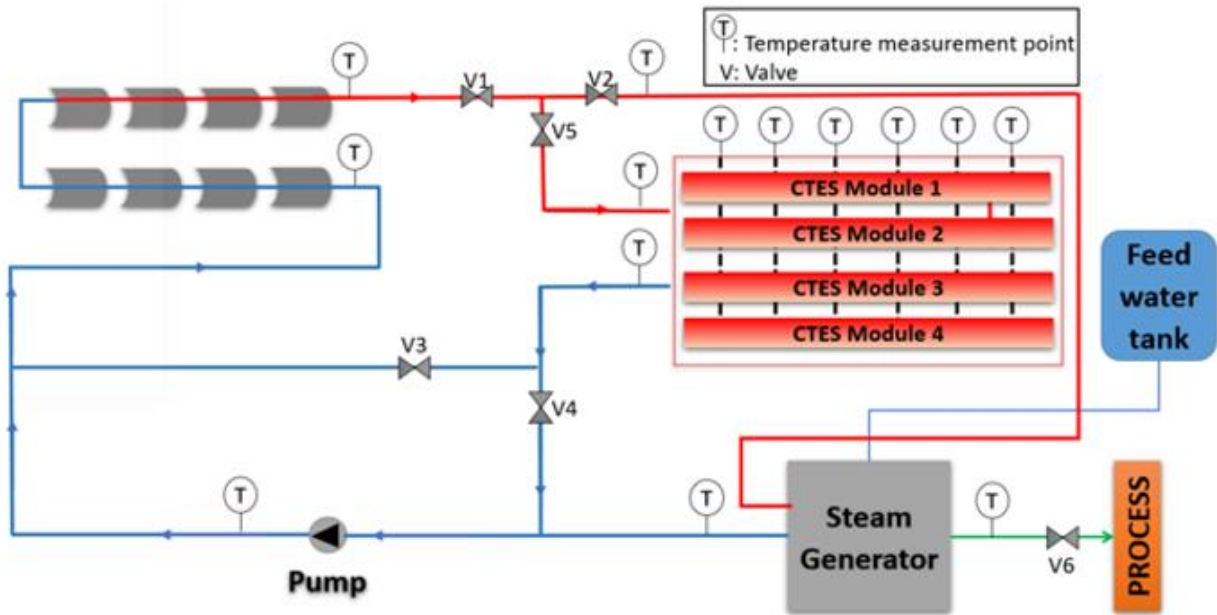 T
: Temperature measurement point
V: Valve
T
V1
V2
T
V5
T
T
T
T
T
T
T
T
CTES Module 1
T
CTES Module 2
T
CTES Module 3
CTES Module 4
Feed
water
tank
V3
V4
T
T
Steam
Generator
T
V6
PROCESS
Pump